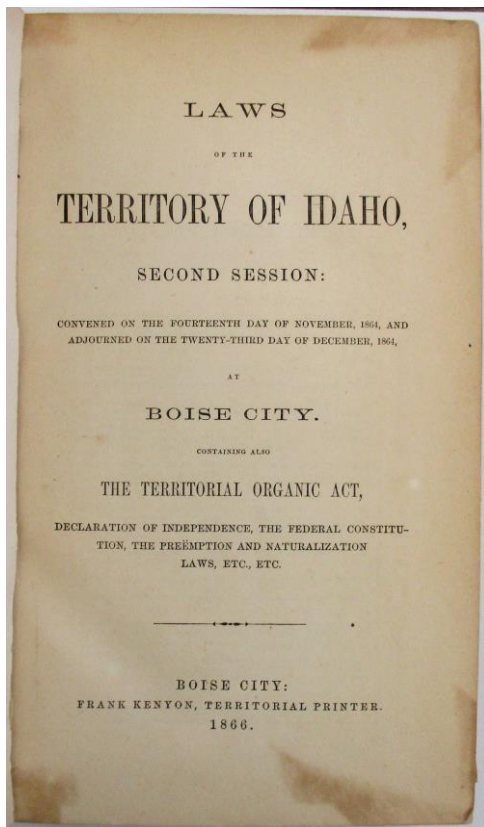 LAWS
OF THE
TERRITORY OF IDAHO,
SECOND SESSION:
CONVENED ON THE FOURTEENTH DAY OF NOVEMBER, 1864, AND
ADJOURNED ON THE TWENTY-THIRD DAY OF DECEMBER, 1864,
AT
BOISE CITY.
CONTAINING ALSO
THE TERRITORIAL ORGANIC ACT,
DECLARATION OF INDEPENDENCE, THE FEDERAL CONSTITU-
TION, THE PREËMPTION AND NATURALIZATION
LAWS, ETC., ETC.
BOISE CITY:
FRANK KENYON, TERRITORIAL PRINTER.
1866.